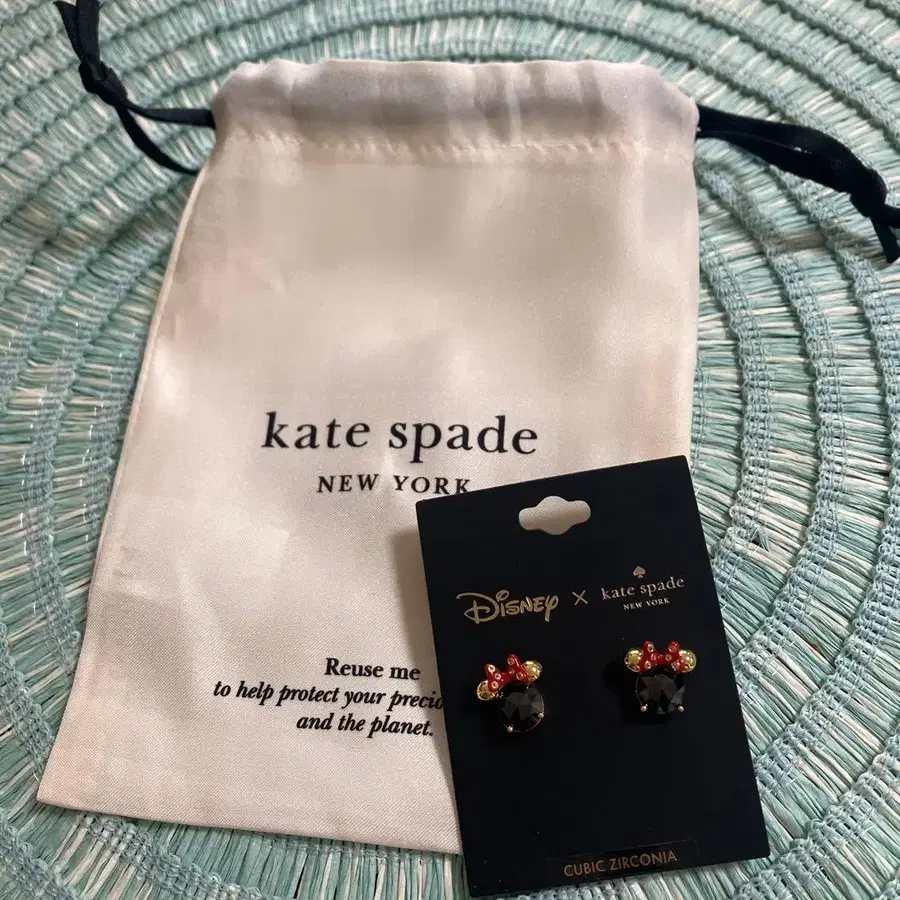 kate spade
NEW YORK
Reuse me
to help protect your
and the planet.
Disney × kate spade
NEW YORK
CUBIC ZIRCONIA